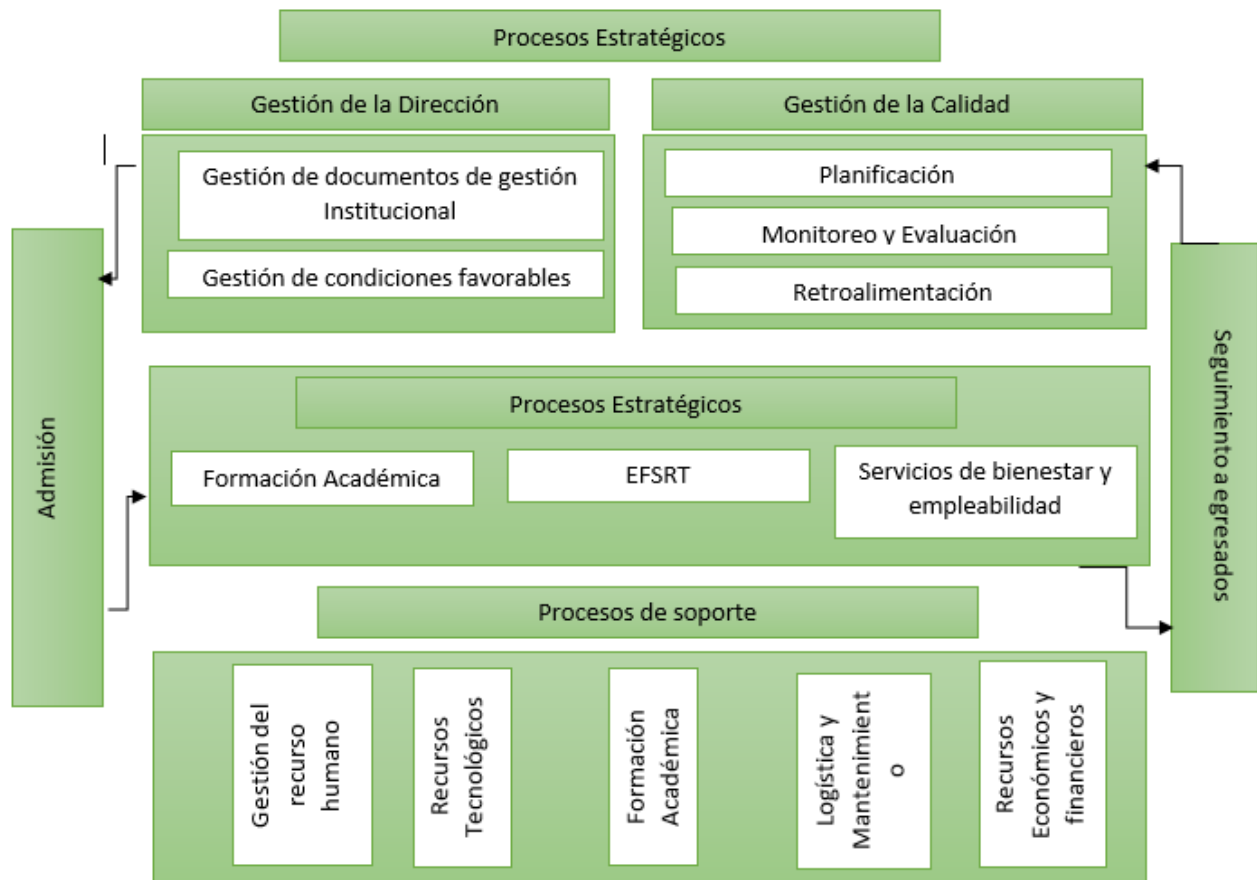 Procesos Estratégicos
Gestión de la Dirección
Gestión de la Calidad
Gestión de documentos de gestión
Institucional
Gestión de condiciones favorables
Planificación
Monitoreo y Evaluación
Retroalimentación
Admisión
Procesos Estratégicos
Formación Académica
EFSRT
Servicios de bienestar y
empleabilidad
Seguimiento a egresados
Procesos de soporte
Gestión del
recurso
humano
Recursos
Tecnológicos
Formación
Académica
Logística y
Mantenimient
o
Recursos
Económicos y
financieros